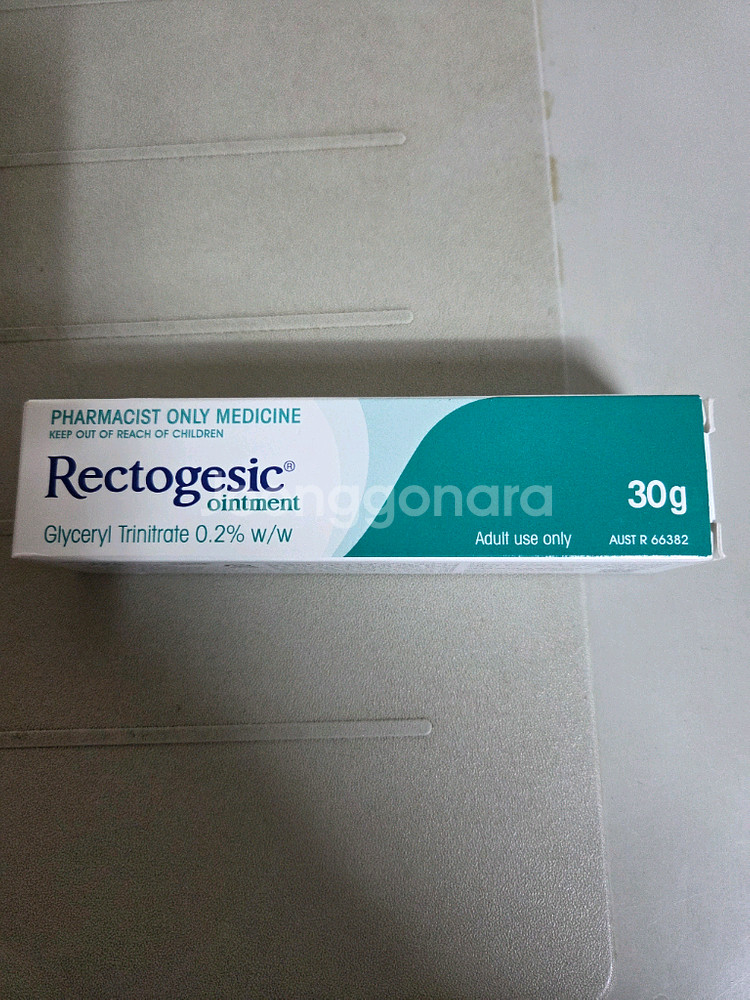 PHARMACIST ONLY MEDICINE
KEEP OUT OF REACH OF CHILDREN
Rectogesic®
ointment
30g
Glyceryl Trinitrate 0.2% w/w
Adult use only
AUST R 66382